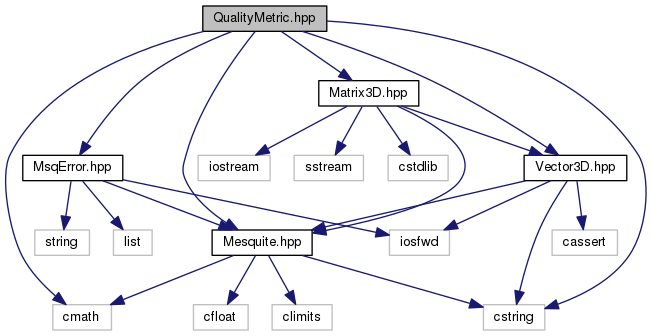 QualityMetric.hpp
Matrix3D.hpp
MsqError.hpp
iostream
sstream
cstdlib
Vector3D.hpp
string
list
Mesquite.hpp
iosfwd
cassert
cmath
cfloat
climits
cstring